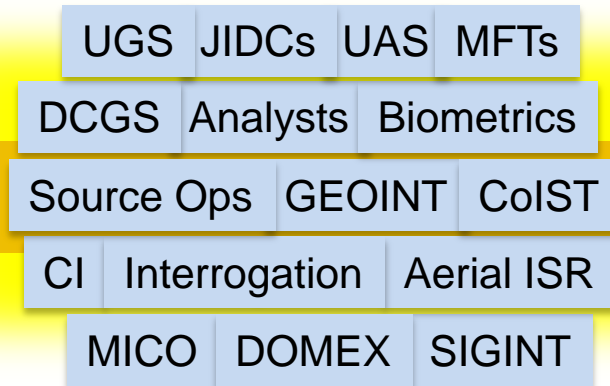 UGS JIDCs UAS MFTs
DCGS Analysts Biometrics
Source Ops GEOINT CoIST
CI Interrogation Aerial ISR
MICO DOMEX SIGINT